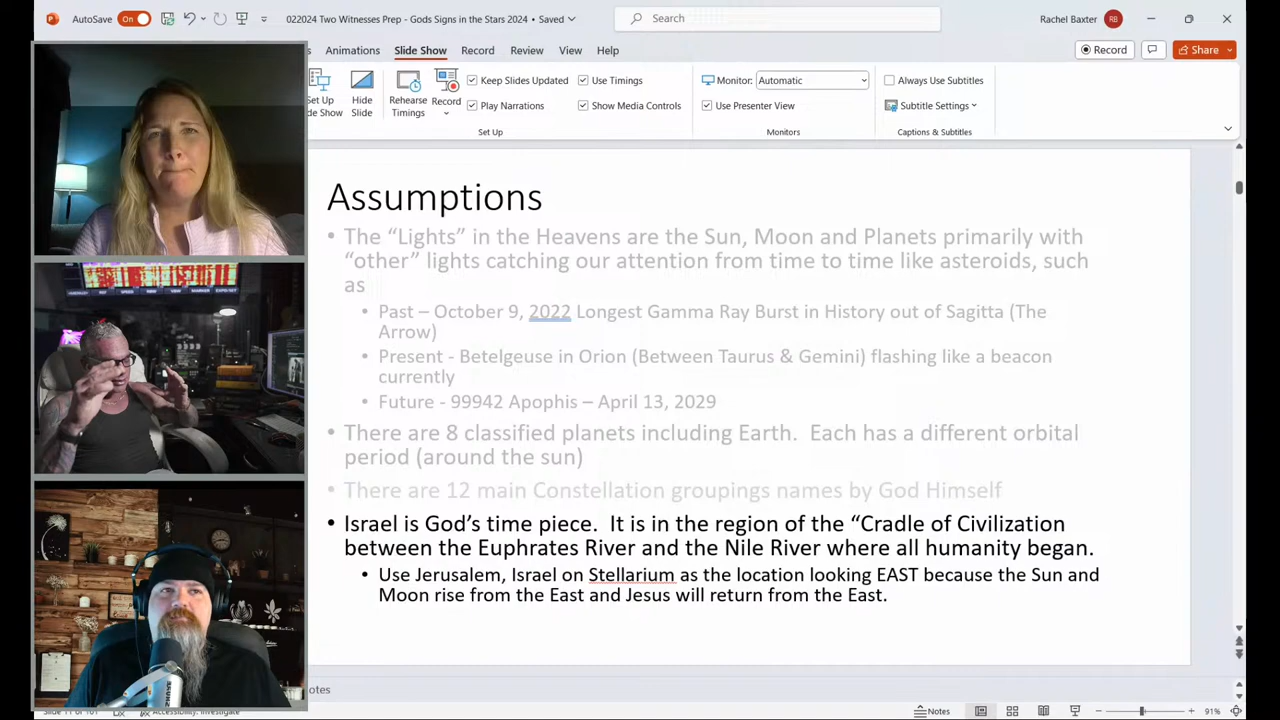 AutoSave On 022024 Two Witnesses Prep - Gods Signs in the Stars 2024 • Saved Search Rachel Baxter RB
Animations Slide Show Record Review View Help Record Share
Rehearse Timings
Record
Hide Slide
Keep Slides Updated Use Timings
Play Narrations Show Media Controls
Set Up
Monitor: Automatic
Use Presenter View
Monitors
Always Use Subtitles
Subtitle Settings
Captions & Subtitles
Assumptions
• The “Lights” in the Heavens are the Sun, Moon and Planets primarily with
“other” lights catching our attention from time to time like asteroids, such
as
• Past – October 9, 2022 Longest Gamma Ray Burst in History out of Sagitta (The
Arrow)
• Present - Betelgeuse in Orion (Between Taurus & Gemini) flashing like a beacon
currently
• Future - 99942 Apophis – April 13, 2029
• There are 8 classified planets including Earth. Each has a different orbital
period (around the sun)
• There are 12 main Constellation groupings names by God Himself
• Israel is God’s time piece. It is in the region of the “Cradle of Civilization
between the Euphrates River and the Nile River where all humanity began.
• Use Jerusalem, Israel on Stellarium as the location looking EAST because the Sun and
Moon rise from the East and Jesus will return from the East.
Notes 91%